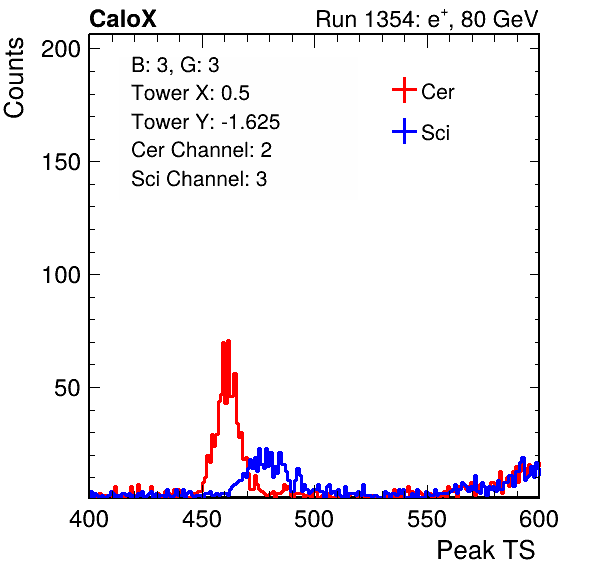 CaloX Run 1354: e⁺, 80 GeV
Counts
200
150
100
50
B: 3, G: 3
Tower X: 0.5
Tower Y: -1.625
Cer Channel: 2
Sci Channel: 3
Cer
Sci
400 450 500 550 600
Peak TS